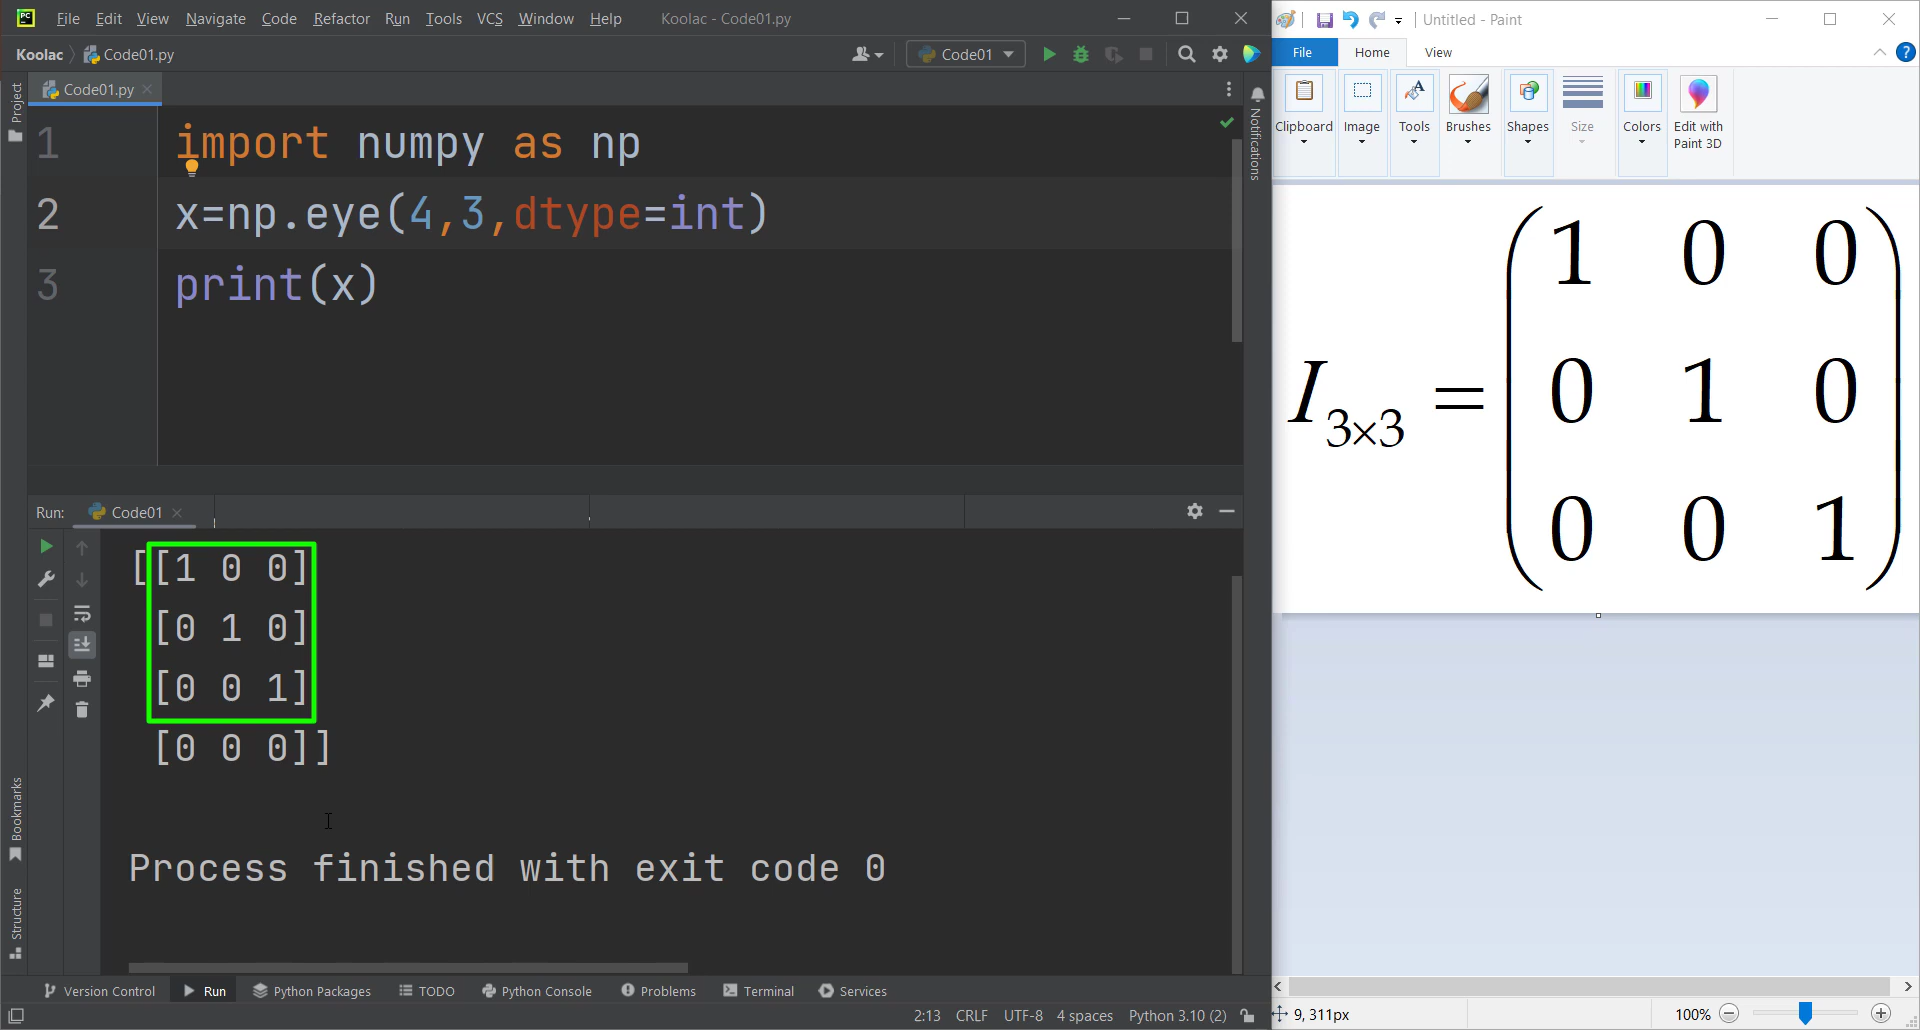 File Edit View Navigate Code Refactor Run Tools VCS Window Help Koolac - Code01.py
Koolac Code01.py Code01
Code01.py
1 import numpy as np
2 x=np.eye(4,3,dtype=int)
3 print(x)
Project
Notifications
Run: Code01
[[1 0 0]
[0 1 0]
[0 0 1]
[0 0 0]]
Process finished with exit code 0
Bookmarks
Structure
Version Control Run Python Packages TODO Python Console Problems Terminal Services
2:13 CRLF UTF-8 4 spaces Python 3.10 (2)
Untitled - Paint
File Home View
Clipboard Image Tools Brushes Shapes Size Colors Edit with
Paint 3D
1 0 0
I3×3 = 0 1 0
0 0 1
9, 311px 100%